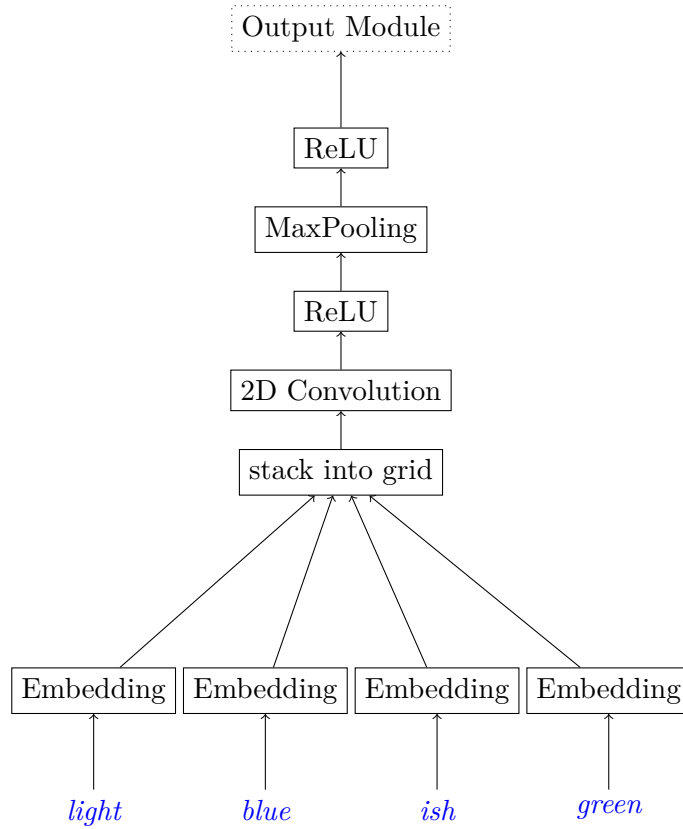 Output Module
ReLU
MaxPooling
ReLU
2D Convolution
stack into grid
Embedding Embedding Embedding Embedding
light blue ish green